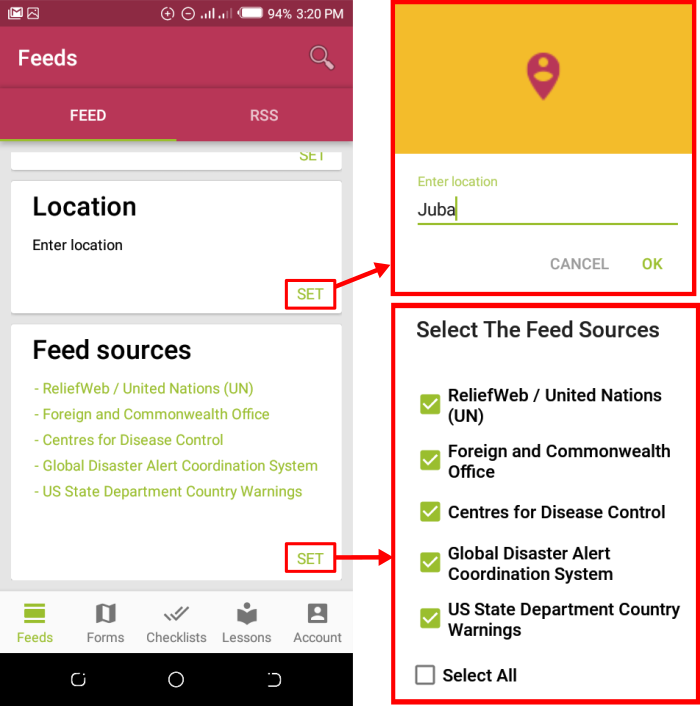 94% 3:20 PM
Feeds
FEED
RSS
SET
Location
Enter location
SET
Feed sources
- ReliefWeb / United Nations (UN)
- Foreign and Commonwealth Office
- Centres for Disease Control
- Global Disaster Alert Coordination System
- US State Department Country Warnings
SET
Feeds
Forms
Checklists
Lessons
Account
Enter location
Juba
CANCEL
OK
Select The Feed Sources
ReliefWeb / United Nations
(UN)
Foreign and Commonwealth
Office
Centres for Disease Control
Global Disaster Alert
Coordination System
US State Department Country
Warnings
Select All